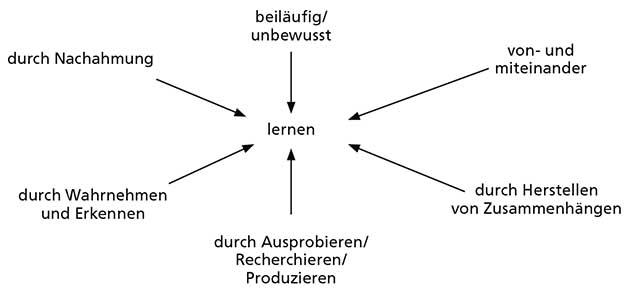 beiläufig/
unbewusst
durch Nachahmung
von- und
miteinander
lernen
durch Wahrnehmen
und Erkennen
durch Herstellen
von Zusammenhängen
durch Ausprobieren/
Recherchieren/
Produzieren